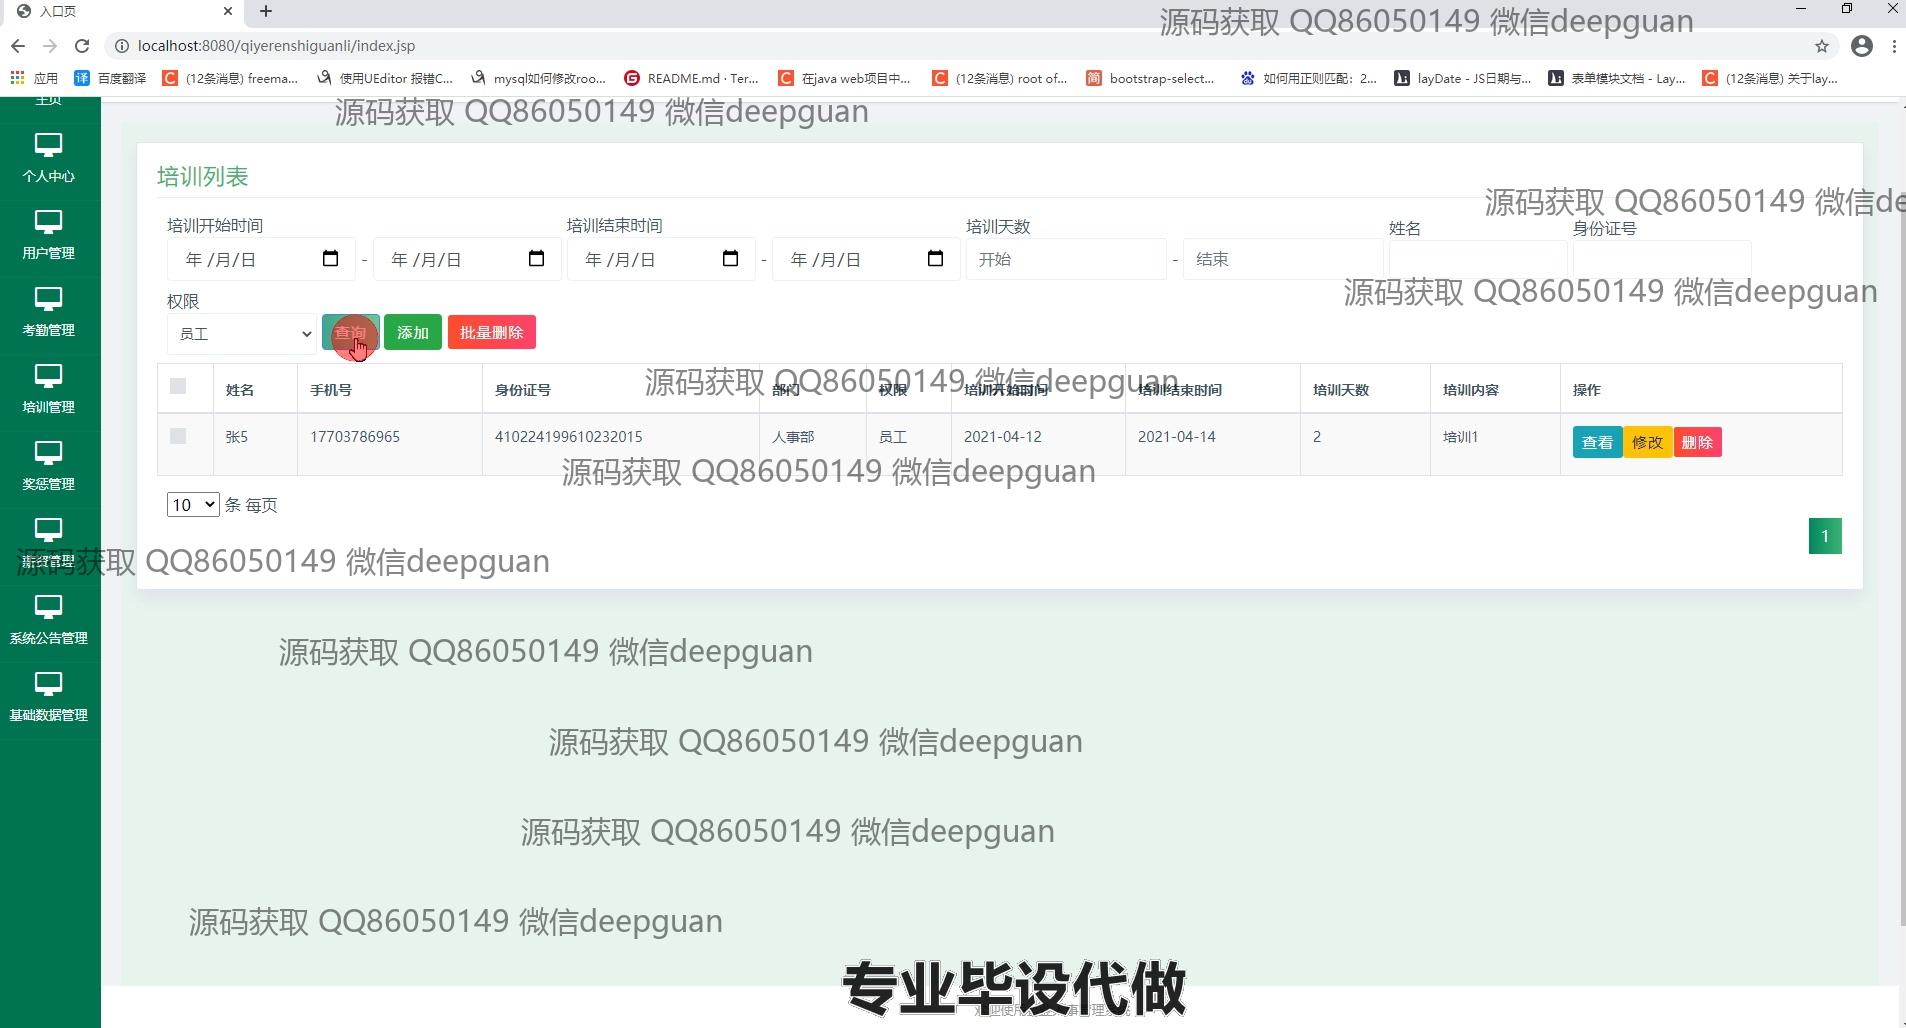 入口页
源码获取 QQ86050149 微信deepguan
localhost:8080/qiyerenshiguanli/index.jsp
应用 百度翻译 (12条消息) freema... 使用UEditor 报错C... mysql如何修改roo... README.md · Ter... 在java web项目中... (12条消息) root of... bootstrap-select... 如何用正则匹配：2... layDate - JS日期与... 表单模块文档 - Lay... (12条消息) 关于lay...
主页
源码获取 QQ86050149 微信deepguan
个人中心
用户管理
考勤管理
培训管理
奖惩管理
薪资管理
系统公告管理
基础数据管理
培训列表
源码获取 QQ86050149 微信de
培训开始时间 培训结束时间 培训天数 姓名 身份证号
年 /月/日 - 年 /月/日 年 /月/日 - 年 /月/日 开始 - 结束
源码获取 QQ86050149 微信deepguan
权限
员工 查询 添加 批量删除
源码获取 QQ86050149 微信deepguan
姓名 手机号 身份证号 部门 权限 培训开始时间 培训结束时间 培训天数 培训内容 操作
张5 17703786965 410224199610232015 人事部 员工 2021-04-12 2021-04-14 2 培训1 查看 修改 删除
源码获取 QQ86050149 微信deepguan
10 条 每页
1
源码获取 QQ86050149 微信deepguan
源码获取 QQ86050149 微信deepguan
源码获取 QQ86050149 微信deepguan
源码获取 QQ86050149 微信deepguan
源码获取 QQ86050149 微信deepguan
专业毕设代做